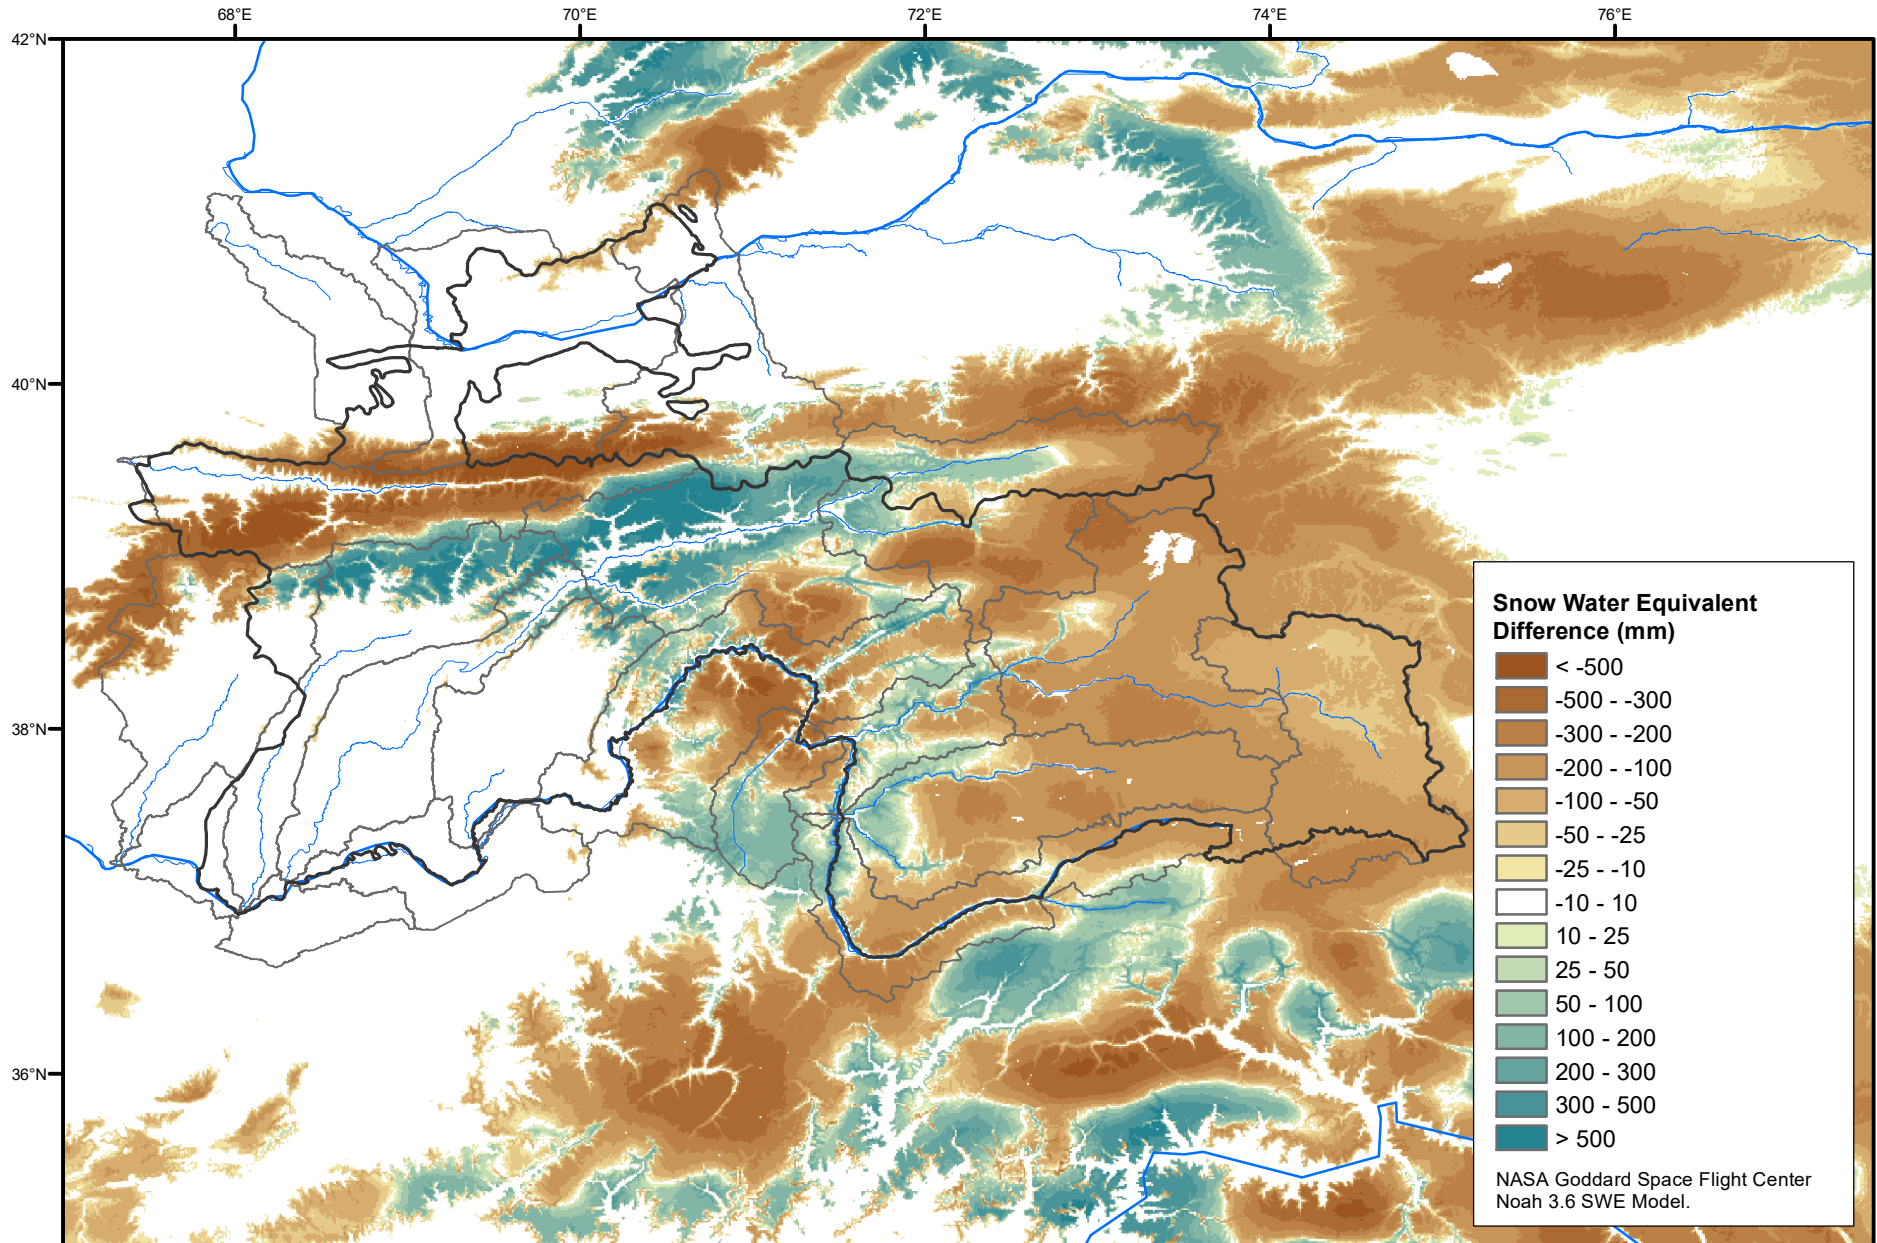 68°E
70°E
72°E
74°E
76°E
42°N
40°N
38°N
36°N
Snow Water Equivalent
Difference (mm)
< -500
-500 - -300
-300 - -200
-200 - -100
-100 - -50
-50 - -25
-25 - -10
-10 - 10
10 - 25
25 - 50
50 - 100
100 - 200
200 - 300
300 - 500
> 500
NASA Goddard Space Flight Center
Noah 3.6 SWE Model.